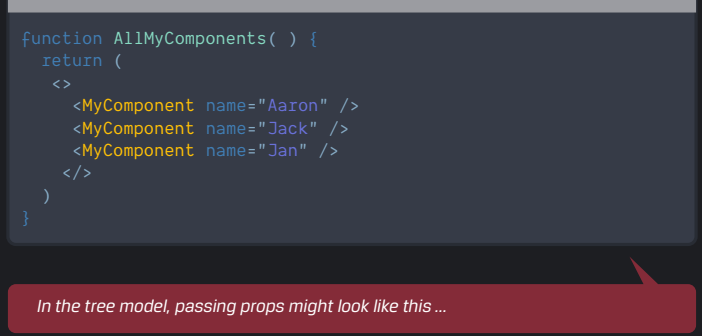 function AllMyComponents( ) {
return (
<>
<MyComponent name="Aaron" />
<MyComponent name="Jack" />
<MyComponent name="Jan" />
</>
)
}
In the tree model, passing props might look like this ...